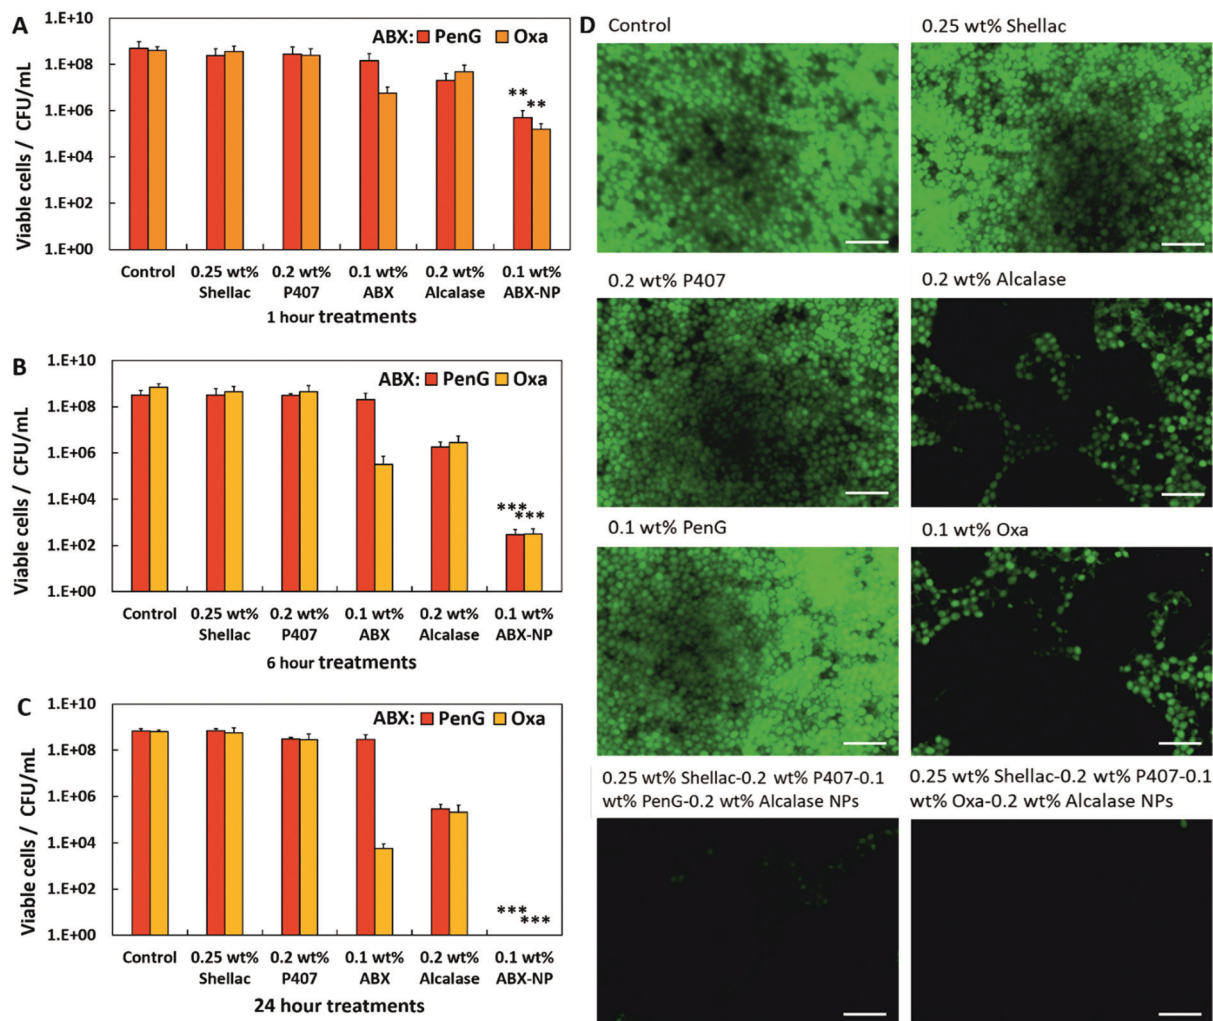 A
1.E+10
1.E+08
1.E+06
1.E+04
1.E+02
1.E+00
Viable cells / CFU/mL
ABX: PenG Oxa
**
**
Control 0.25 wt% 0.2 wt% 0.1 wt% 0.2 wt% 0.1 wt%
Shellac P407 ABX Alcalase ABX-NP
1 hour treatments
B
1.E+10
1.E+08
1.E+06
1.E+04
1.E+02
1.E+00
Viable cells / CFU/mL
ABX: PenG Oxa
***
***
Control 0.25 wt% 0.2 wt% 0.1 wt% 0.2 wt% 0.1 wt%
Shellac P407 ABX Alcalase ABX-NP
6 hour treatments
C
1.E+10
1.E+08
1.E+06
1.E+04
1.E+02
1.E+00
Viable cells / CFU/mL
ABX: PenG Oxa
***
***
Control 0.25 wt% 0.2 wt% 0.1 wt% 0.2 wt% 0.1 wt%
Shellac P407 ABX Alcalase ABX-NP
24 hour treatments
D
Control
0.25 wt% Shellac
0.2 wt% P407
0.2 wt% Alcalase
0.1 wt% PenG
0.1 wt% Oxa
0.25 wt% Shellac-0.2 wt% P407-0.1
wt% PenG-0.2 wt% Alcalase NPs
0.25 wt% Shellac-0.2 wt% P407-0.1
wt% Oxa-0.2 wt% Alcalase NPs